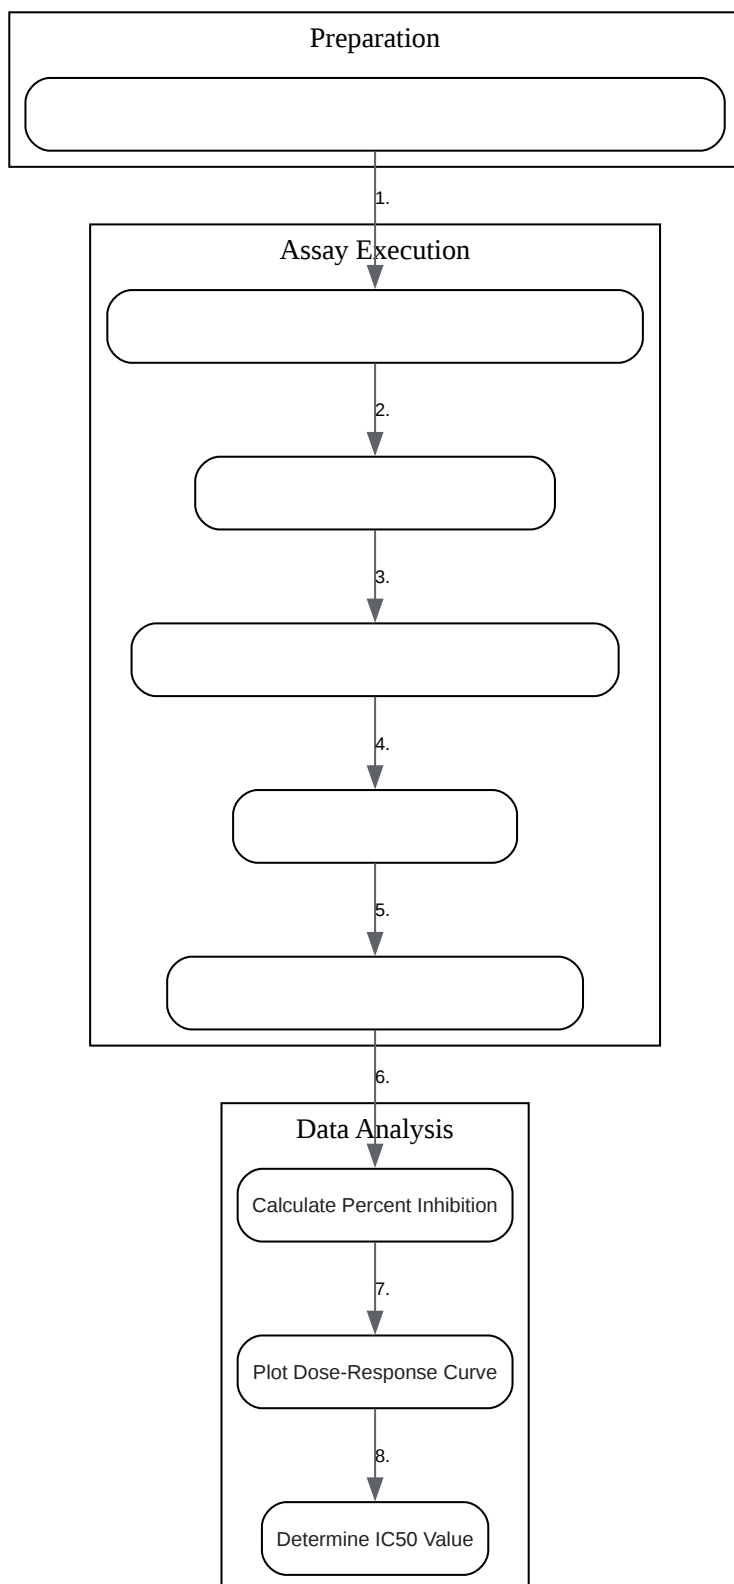 Preparation
1.
Assay Execution
2.
3.
4.
5.
6.
Data Analysis
Calculate Percent Inhibition
7.
Plot Dose-Response Curve
8.
Determine IC50 Value